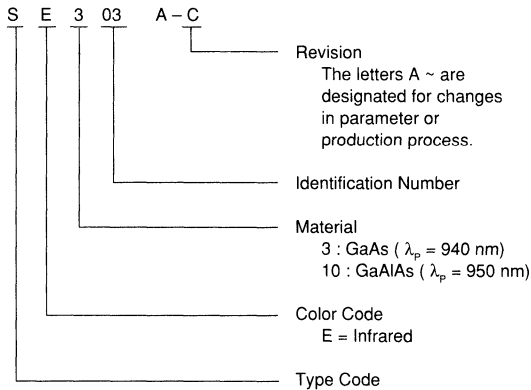 S E 3 03 A – C
Revision
The letters A ~ are
designated for changes
in parameter or
production process.
Identification Number
Material
3 : GaAs ( λP = 940 nm)
10 : GaAlAs ( λP = 950 nm)
Color Code
E = Infrared
Type Code